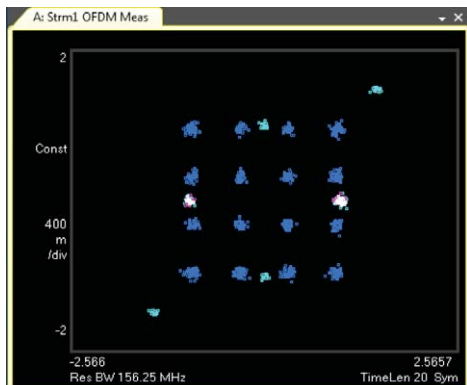 A: Strm1 OFDM Meas
2
Const
400
m
/div
-2
-2.566 2.5657
Res BW 156.25 MHz TimeLen 20 Sym